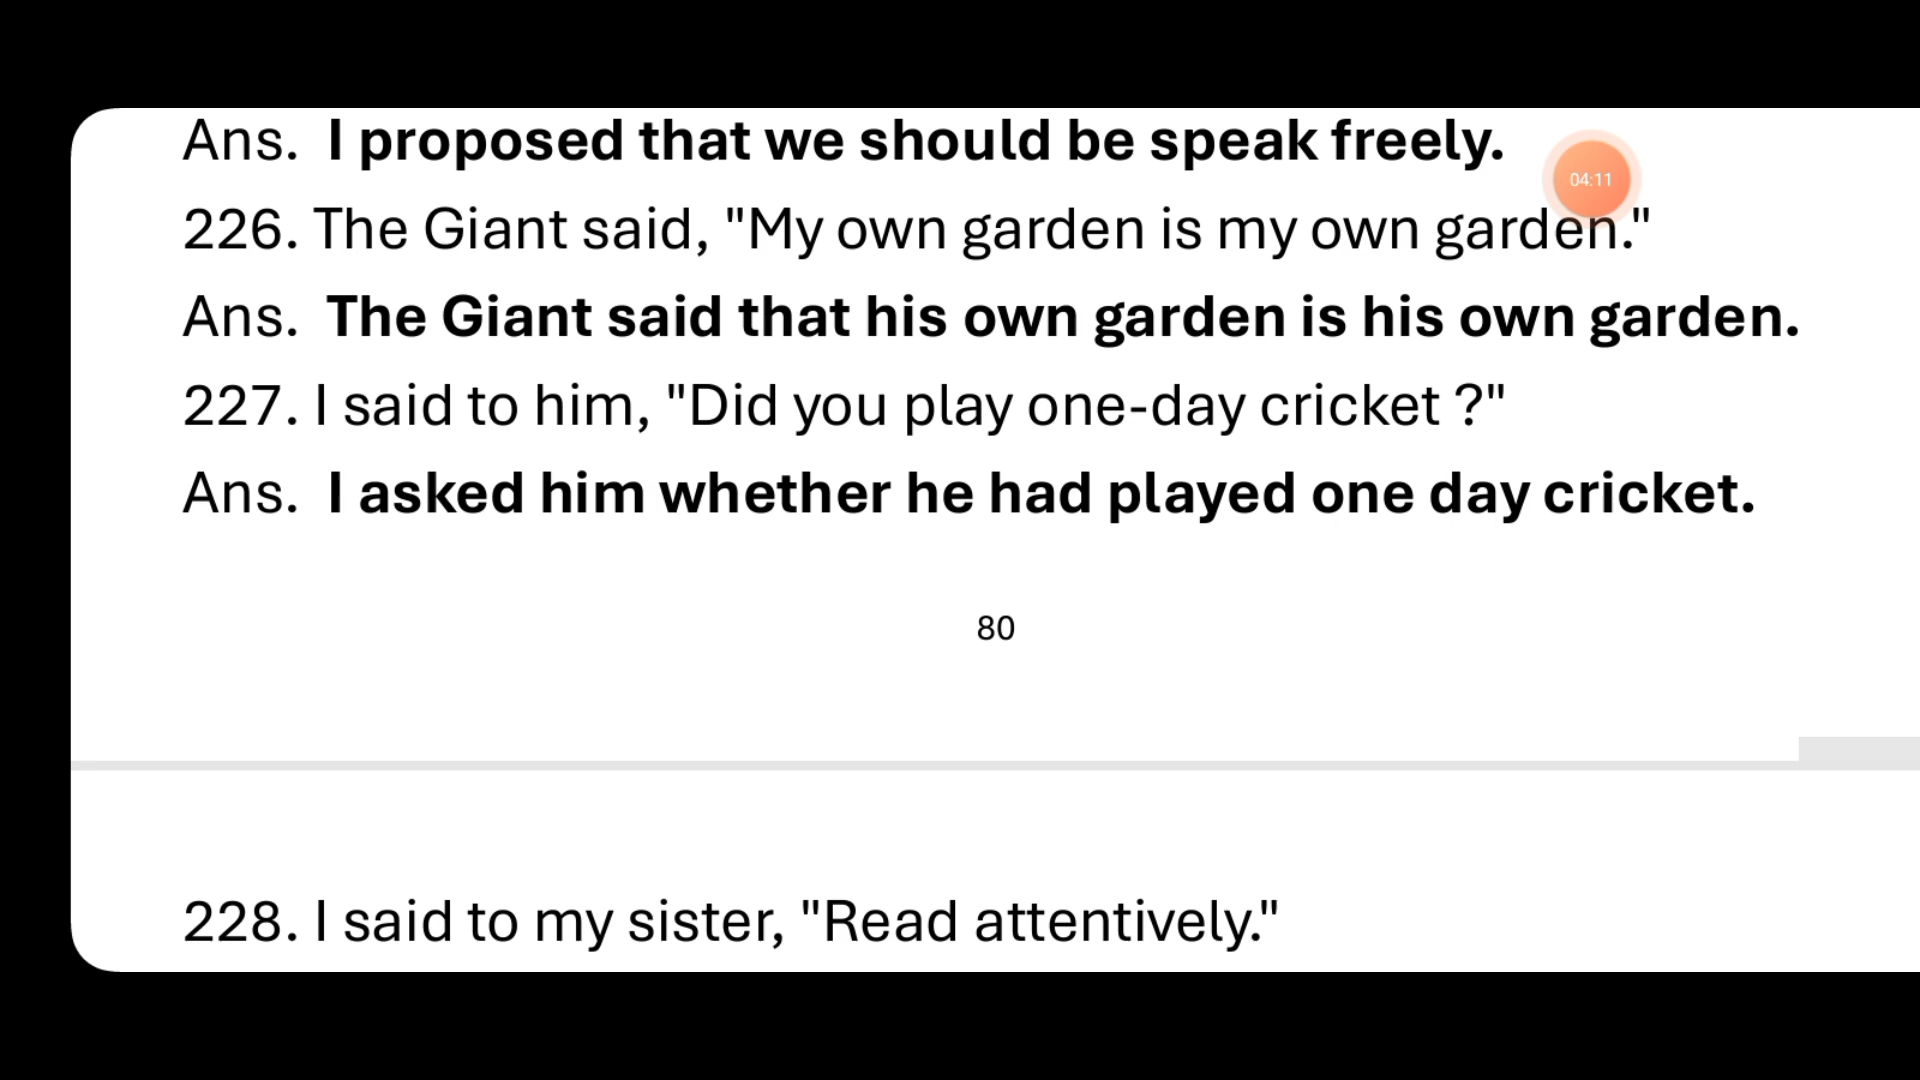 Ans. I proposed that we should be speak freely.
04:11
226. The Giant said, "My own garden is my own garden."
Ans. The Giant said that his own garden is his own garden.
227. I said to him, "Did you play one-day cricket ?"
Ans. I asked him whether he had played one day cricket.
80
228. I said to my sister, "Read attentively."